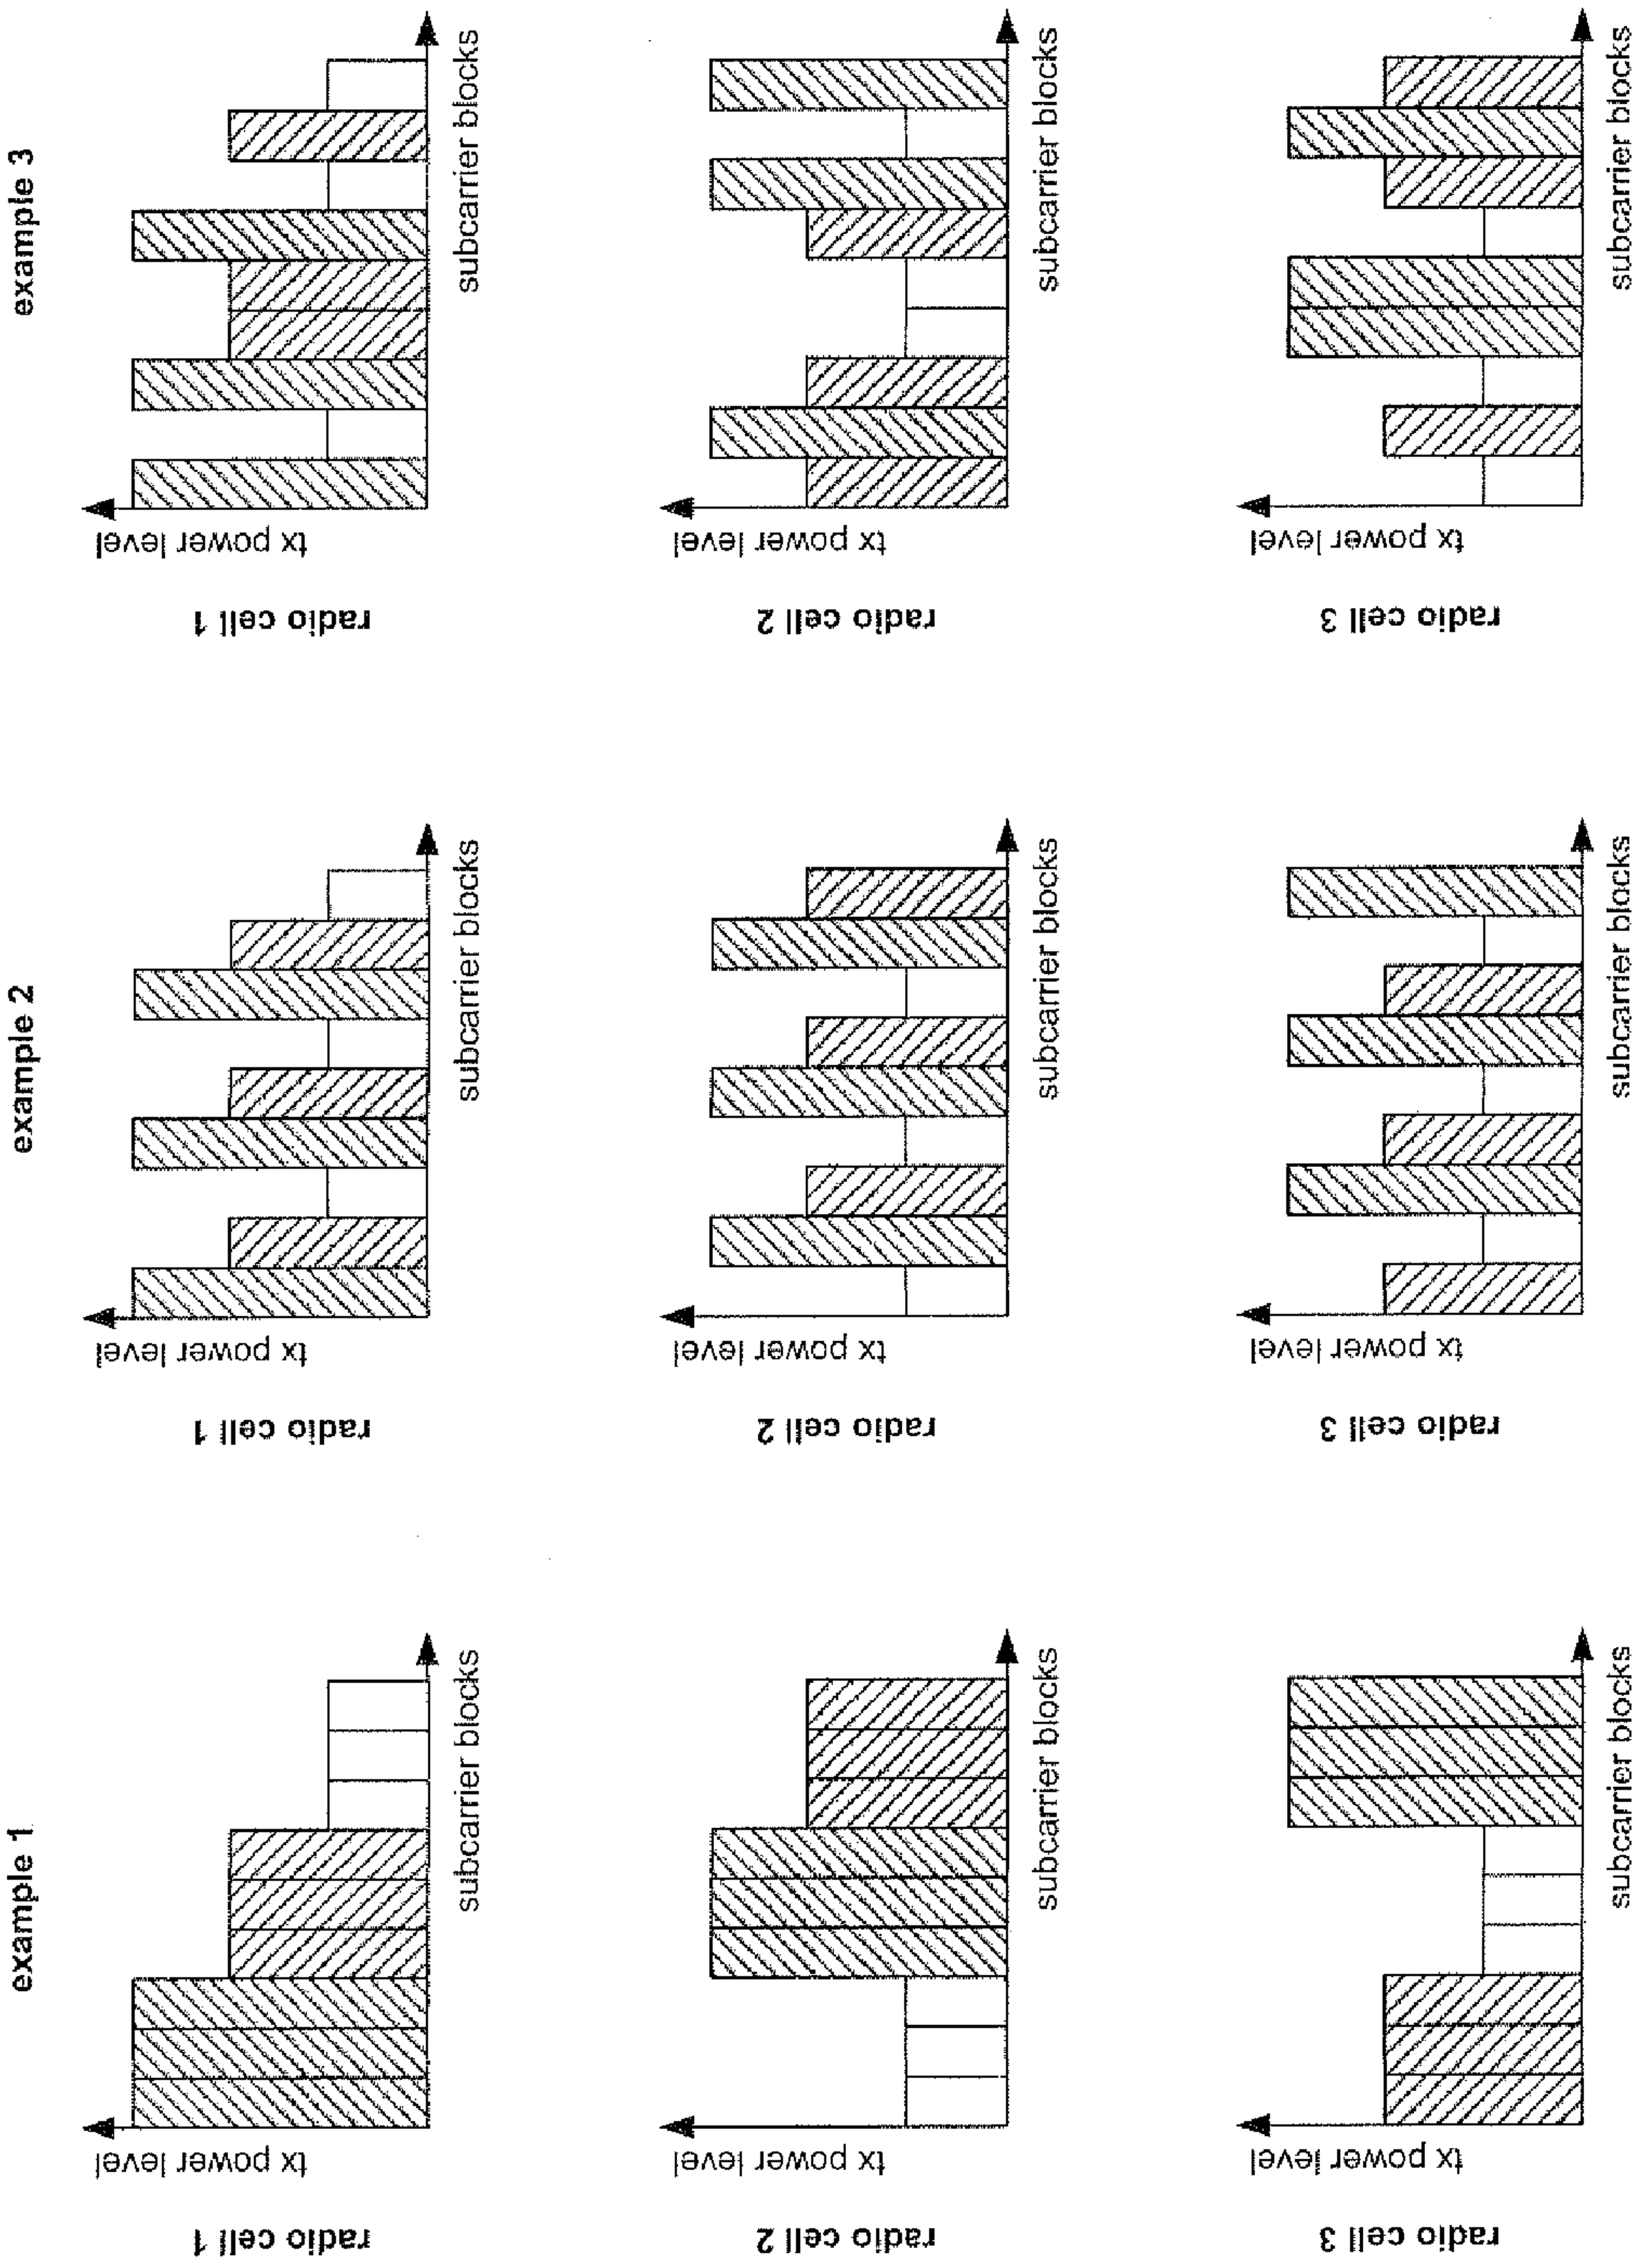 example 1
radio cell 1
tx power level
subcarrier blocks
radio cell 2
tx power level
subcarrier blocks
radio cell 3
tx power level
subcarrier blocks
example 2
radio cell 1
tx power level
subcarrier blocks
radio cell 2
tx power level
subcarrier blocks
radio cell 3
tx power level
subcarrier blocks
example 3
radio cell 1
tx power level
subcarrier blocks
radio cell 2
tx power level
subcarrier blocks
radio cell 3
tx power level
subcarrier blocks